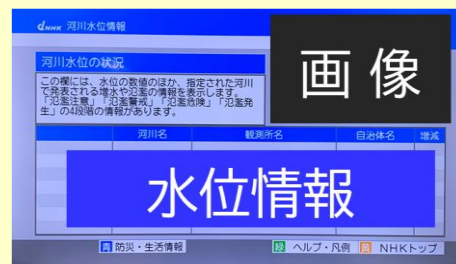 dNHK 河川水位情報
画像
河川水位の状況
この欄には、水位の数値のほか、指定された河川
で発表される増水や氾濫の情報を表示します。
「氾濫注意」「氾濫警戒」「氾濫危険」「氾濫発
生」の4段階の情報があります。
河川名 観測所名 自治体名 増減
水位情報
青 防災・生活情報 緑 ヘルプ・凡例 黄 NHKトップ